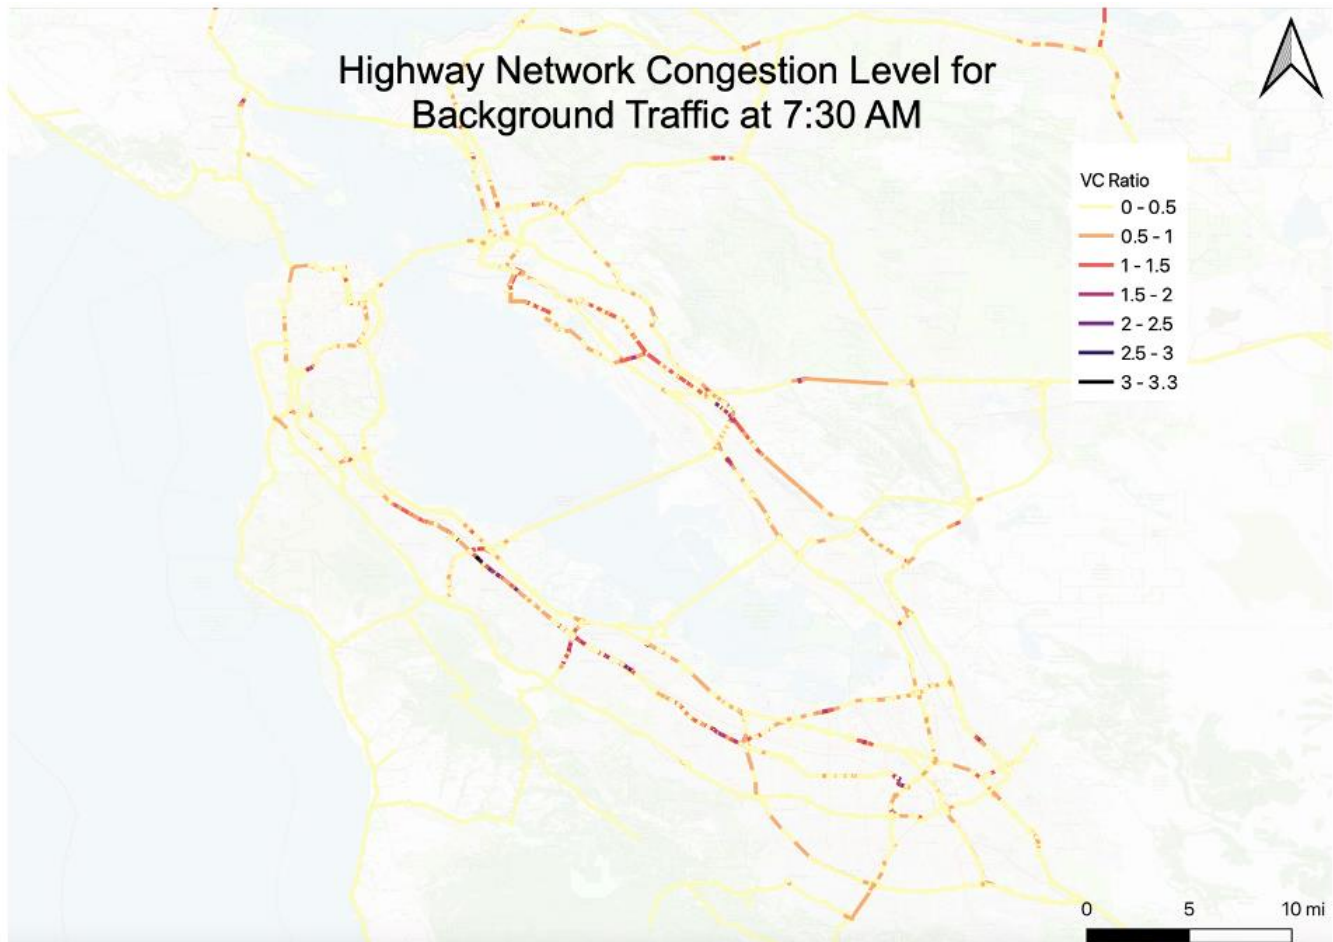 Highway Network Congestion Level for
Background Traffic at 7:30 AM
VC Ratio
0 - 0.5
0.5 - 1
1 - 1.5
1.5 - 2
2 - 2.5
2.5 - 3
3 - 3.3
0 5 10 mi